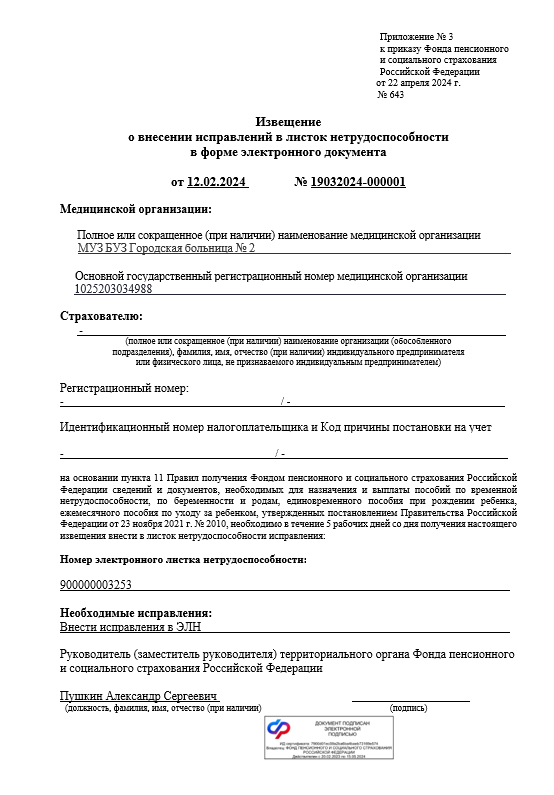 Приложение № 3
к приказу Фонда пенсионного
и социального страхования
Российской Федерации
от 22 апреля 2024 г.
№ 643
Извещение
о внесении исправлений в листок нетрудоспособности
в форме электронного документа
от 12.02.2024 № 19032024-000001
Медицинской организации:
Полное или сокращенное (при наличии) наименование медицинской организации
МУЗ БУЗ Городская больница № 2
Основной государственный регистрационный номер медицинской организации
1025203034988
Страхователю:
-
(полное или сокращенное (при наличии) наименование организации (обособленного
подразделения), фамилия, имя, отчество (при наличии) индивидуального предпринимателя
или физического лица, не признаваемого индивидуальным предпринимателем)
Регистрационный номер:
- / -
Идентификационный номер налогоплательщика и Код причины постановки на учет
- / -
на основании пункта 11 Правил получения Фондом пенсионного и социального страхования Российской
Федерации сведений и документов, необходимых для назначения и выплаты пособий по временной
нетрудоспособности, по беременности и родам, единовременного пособия при рождении ребенка,
ежемесячного пособия по уходу за ребенком, утвержденных постановлением Правительства Российской
Федерации от 23 ноября 2021 г. № 2010, необходимо в течение 5 рабочих дней со дня получения настоящего
извещения внести в листок нетрудоспособности исправления:
Номер электронного листка нетрудоспособности:
900000003253
Необходимые исправления:
Внести исправления в ЭЛН
Руководитель (заместитель руководителя) территориального органа Фонда пенсионного
и социального страхования Российской Федерации
Пушкин Александр Сергеевич
(должность, фамилия, имя, отчество (при наличии) (подпись)
ДОКУМЕНТ ПОДПИСАН
ЭЛЕКТРОННОЙ
ПОДПИСЬЮ
ИД сертификата:
Владелец: ФОНД ПЕНСИОННОГО И СОЦИАЛЬНОГО СТРАХОВАНИЯ
РОССИЙСКОЙ ФЕДЕРАЦИИ